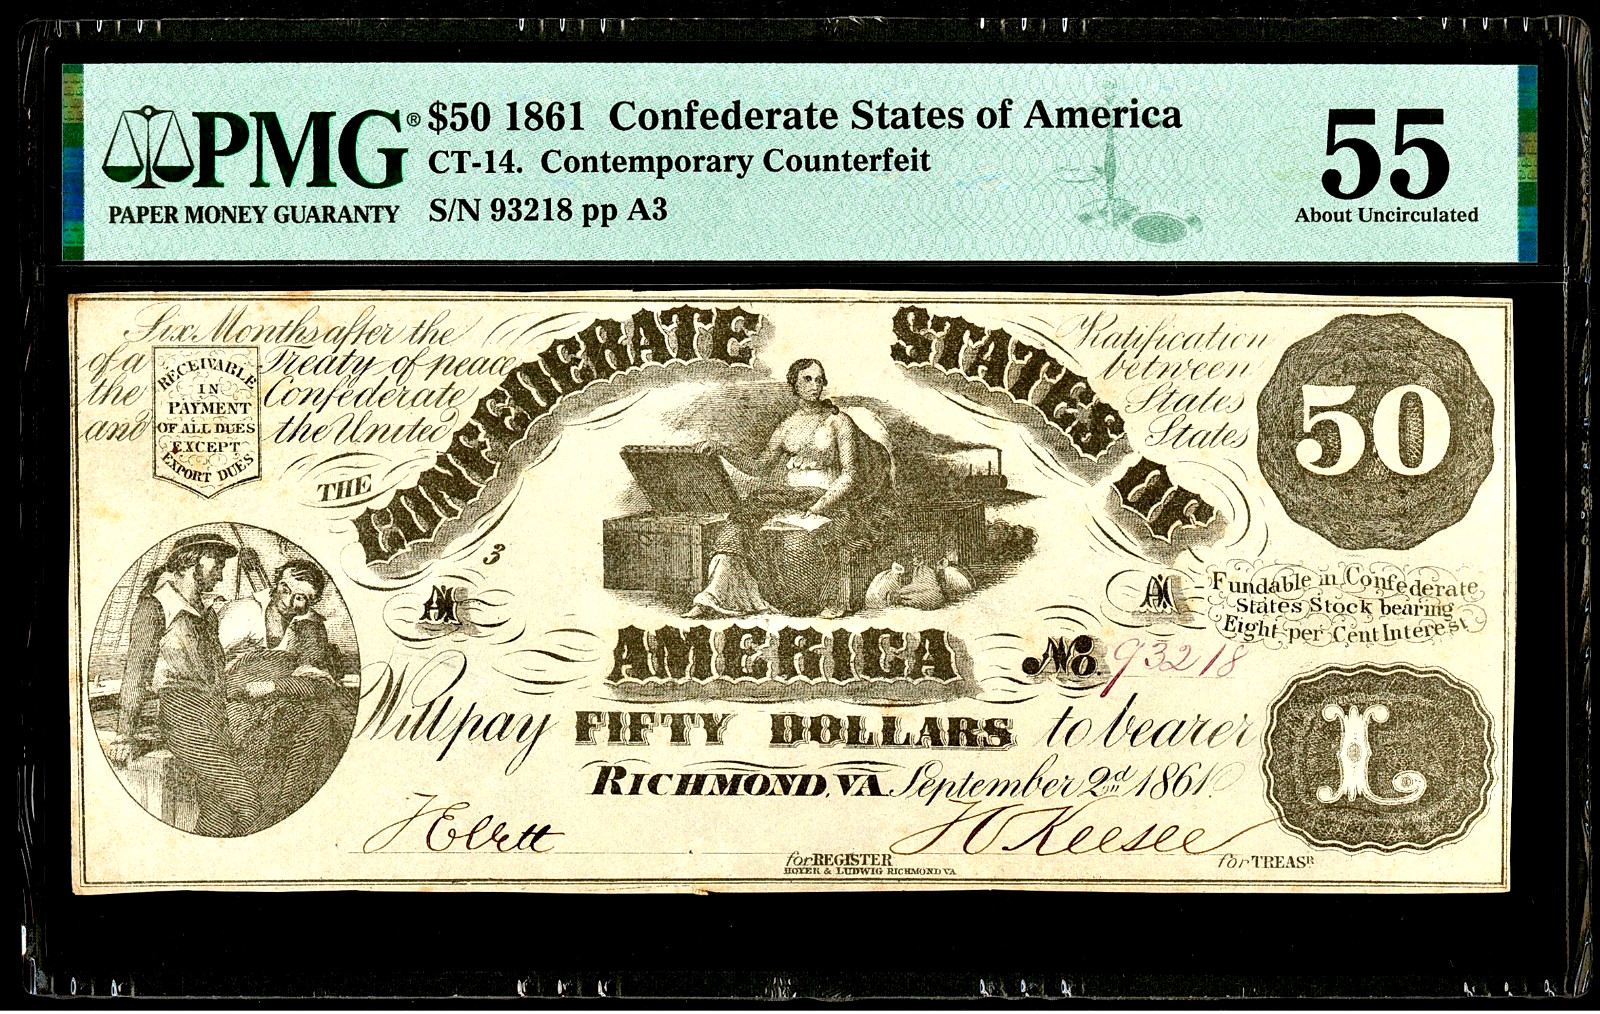 PMG®
PAPER MONEY GUARANTY
$50 1861 Confederate States of America
CT-14. Contemporary Counterfeit
S/N 93218 pp A3
55
About Uncirculated
Six Months after the Ratification
of a Treaty of peace between
the Confederate States
and the United States
RECEIVABLE
IN
PAYMENT
OF ALL DUES
EXCEPT
EXPORT DUES
THE CONFEDERATE STATES OF
AMERICA
50
3
A1
A1
Fundable in Confederate
States Stock bearing
Eight per Cent Interest
No. 93218
Will pay FIFTY DOLLARS to bearer
RICHMOND, VA September 2d 1861
L
for REGISTER
for TREASR
HOYER & LUDWIG RICHMOND VA